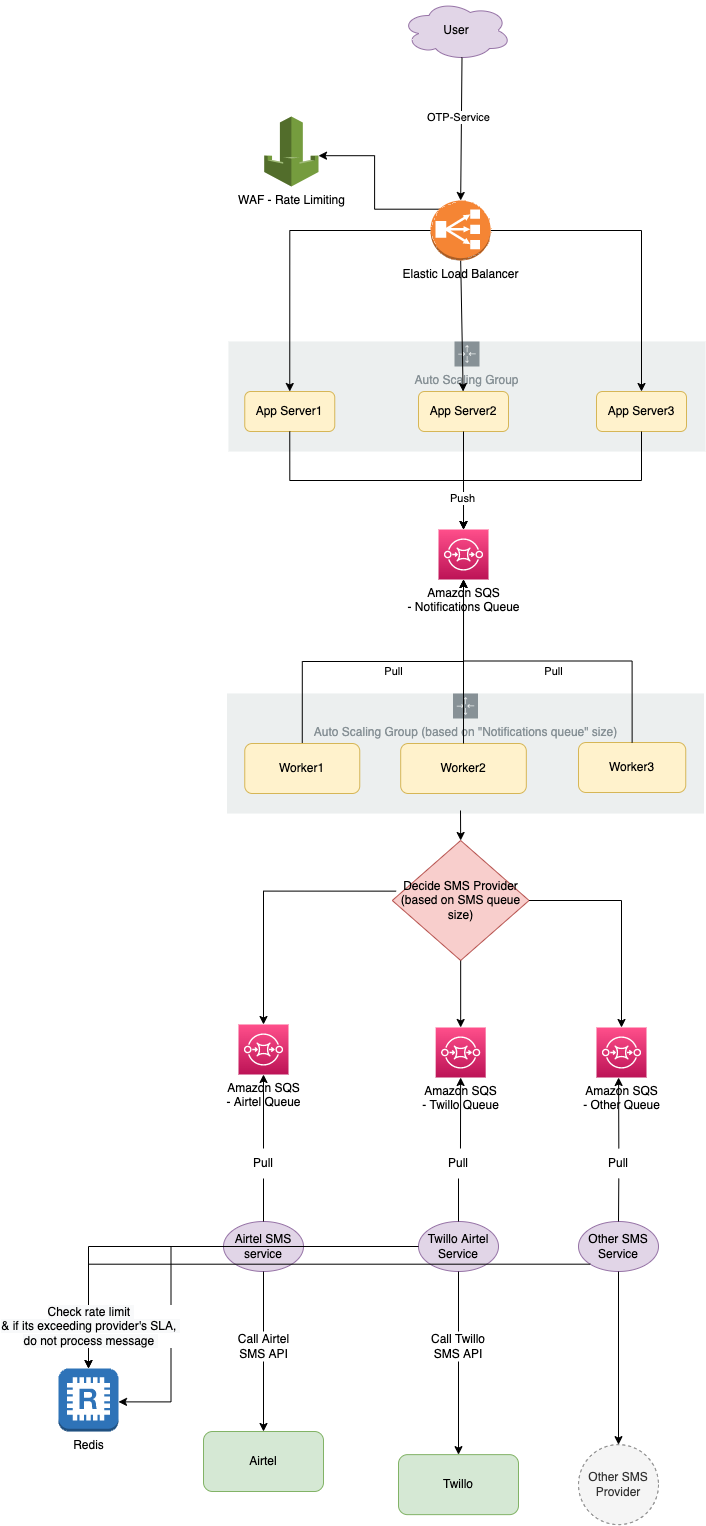 User
OTP-Service
WAF - Rate Limiting
Elastic Load Balancer
Auto Scaling Group
App Server1
App Server2
App Server3
Push
Amazon SQS
- Notifications Queue
Pull
Pull
Auto Scaling Group (based on "Notifications queue" size)
Worker1
Worker2
Worker3
Decide SMS Provider
(based on SMS queue
size)
Amazon SQS
- Airtel Queue
Amazon SQS
- Twillo Queue
Amazon SQS
- Other Queue
Pull
Pull
Pull
Airtel SMS
service
Twillo Airtel
Service
Other SMS
Service
Check rate limit
& if its exceeding provider's SLA,
do not process message
Call Airtel
SMS API
Call Twillo
SMS API
R
Redis
Airtel
Twillo
Other SMS
Provider